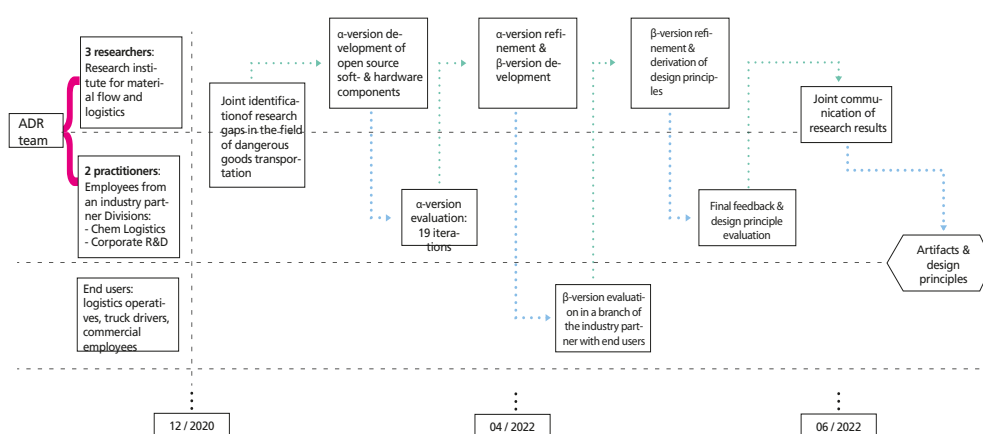 ADR
team
3 researchers:
Research insti-
tute for mater-
ial flow and
logistics
2 practitioners:
Employees from
an industry part-
ner Divisions:
- Chem Logistics
- Corporate R&D
End users:
logistics operati-
ves, truck drivers,
commercial
employees
Joint identifica-
tionof research
gaps in the field
of dangerous
goods transpor-
tation
α-version de-
velopment of
open source
soft- & hardware
components
α-version
evaluation:
19 itera-
tions
α-version refi-
nement &
β-version de-
velopment
β-version evaluati-
on in a branch of
the industry part-
ner with end users
β-version refi-
nement &
derivation of
design princip-
les
Final feedback &
design principle
evaluation
Joint commu-
nication of
research results
Artifacts &
design
principles
12 / 2020
04 / 2022
06 / 2022